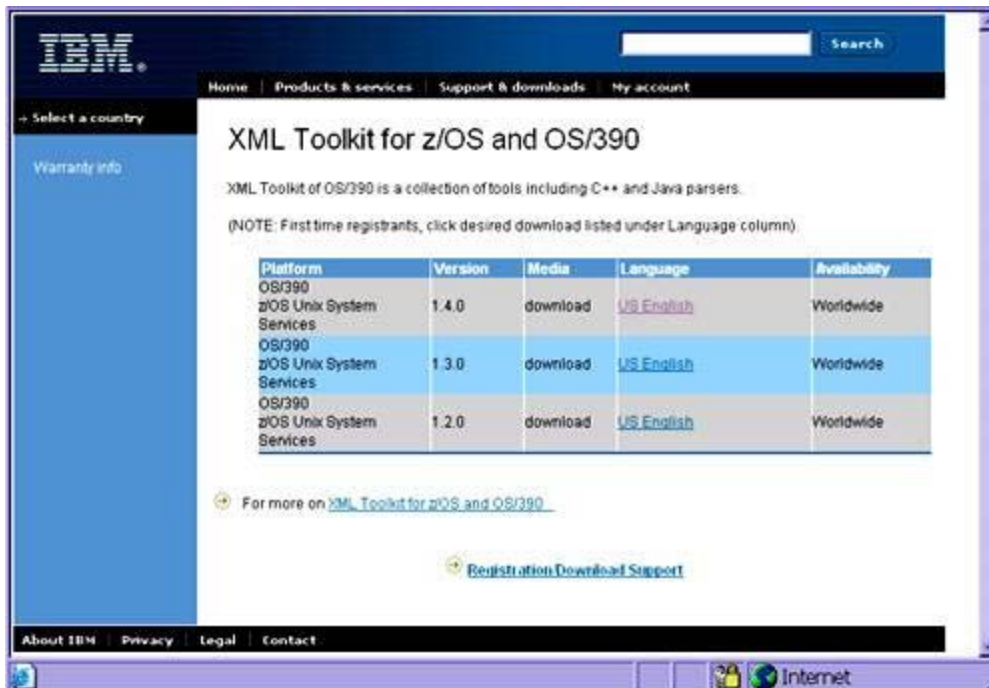 IBM.
Search
Home Products & services Support & downloads My account
→ Select a country
Warranty info
XML Toolkit for z/OS and OS/390
XML Toolkit of OS/390 is a collection of tools including C++ and Java parsers.
(NOTE: First time registrants, click desired download listed under Language column)
Platform Version Media Language Availability
OS/390
z/OS Unix System Services 1.4.0 download US English Worldwide
OS/390
z/OS Unix System Services 1.3.0 download US English Worldwide
OS/390
z/OS Unix System Services 1.2.0 download US English Worldwide
For more on XML Toolkit for z/OS and OS/390
Registration/Download Support
About IBM Privacy Legal Contact
Internet